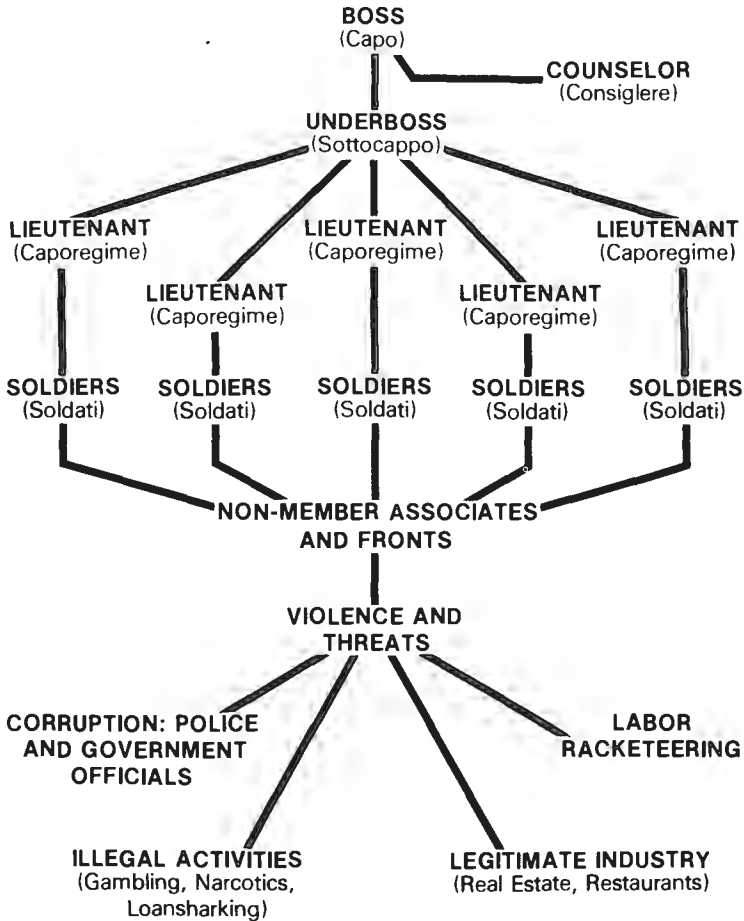 BOSS
(Capo)
COUNSELOR
(Consiglere)
UNDERBOSS
(Sottocappo)
LIEUTENANT
(Caporegime)
LIEUTENANT
(Caporegime)
LIEUTENANT
(Caporegime)
LIEUTENANT
(Caporegime)
LIEUTENANT
(Caporegime)
SOLDIERS
(Soldati)
SOLDIERS
(Soldati)
SOLDIERS
(Soldati)
SOLDIERS
(Soldati)
SOLDIERS
(Soldati)
NON-MEMBER ASSOCIATES
AND FRONTS
VIOLENCE AND
THREATS
CORRUPTION: POLICE
AND GOVERNMENT
OFFICIALS
LABOR
RACKETEERING
ILLEGAL ACTIVITIES
(Gambling, Narcotics,
Loansharking)
LEGITIMATE INDUSTRY
(Real Estate, Restaurants)